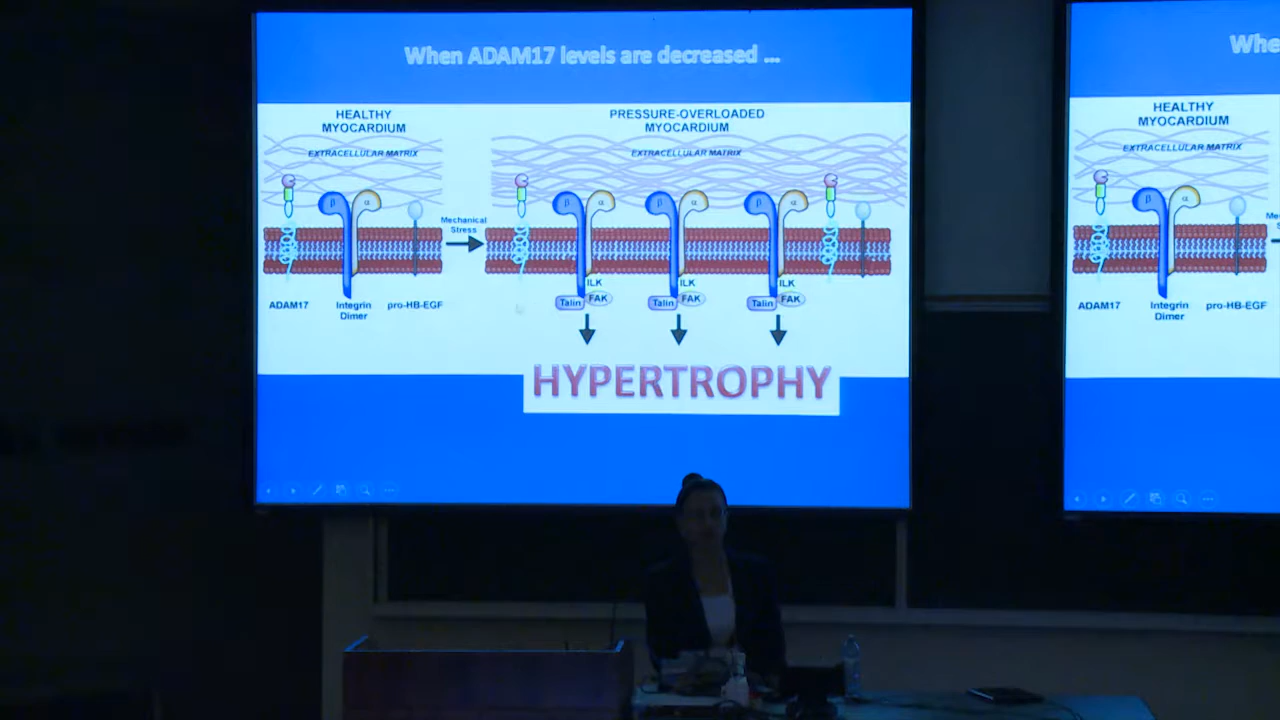 When ADAM17 levels are decreased ...
HEALTHY
MYOCARDIUM
EXTRACELLULAR MATRIX
β
α
ADAM17
Integrin
Dimer
pro-HB-EGF
Mechanical
Stress
PRESSURE-OVERLOADED
MYOCARDIUM
EXTRACELLULAR MATRIX
β
α
β
α
β
α
ILK
ILK
ILK
Talin
FAK
Talin
FAK
Talin
FAK
HYPERTROPHY
HEALTHY
MYOCARDIUM
EXTRACELLULAR MATRIX
β
α
ADAM17
Integrin
Dimer
pro-HB-EGF